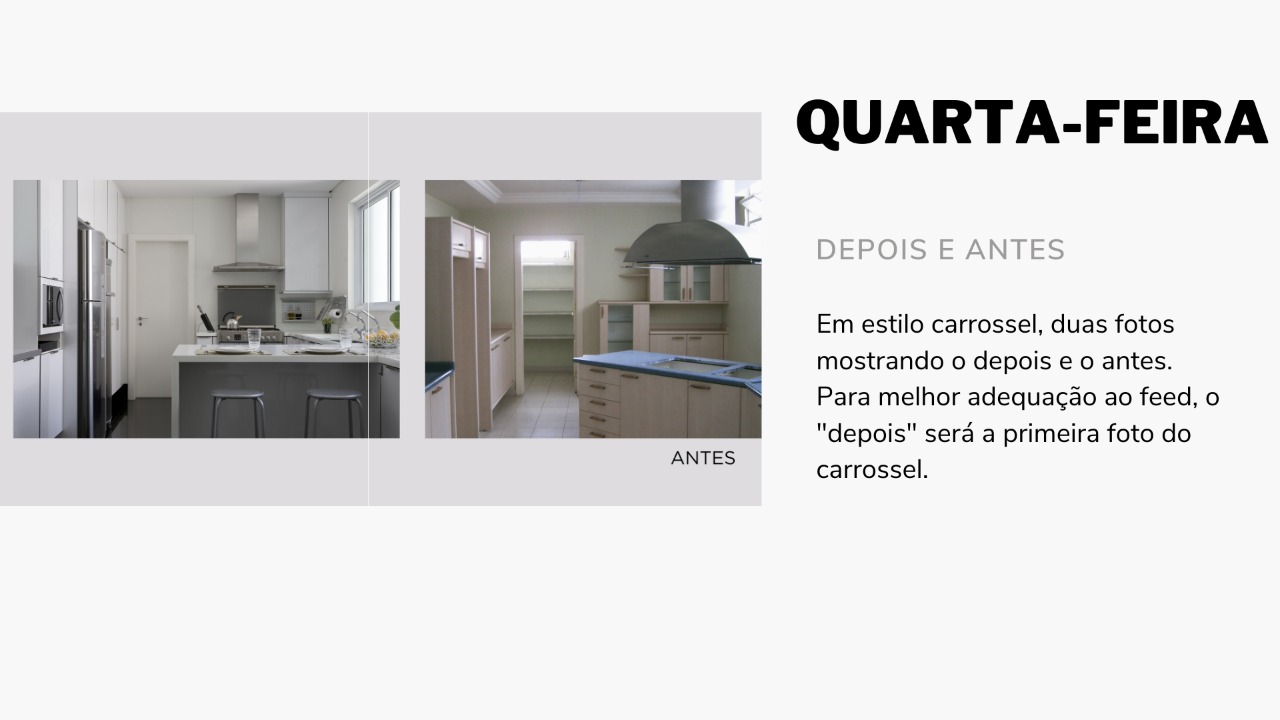 QUARTA-FEIRA
DEPOIS E ANTES
Em estilo carrossel, duas fotos
mostrando o depois e o antes.
Para melhor adequação ao feed, o
"depois" será a primeira foto do
carrossel.
ANTES